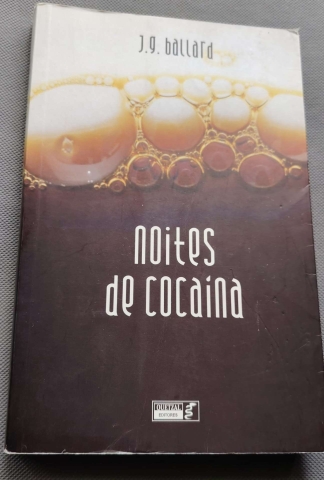 J.G. Ballard
Noites
de cocaína
QUETZAL
EDITORES